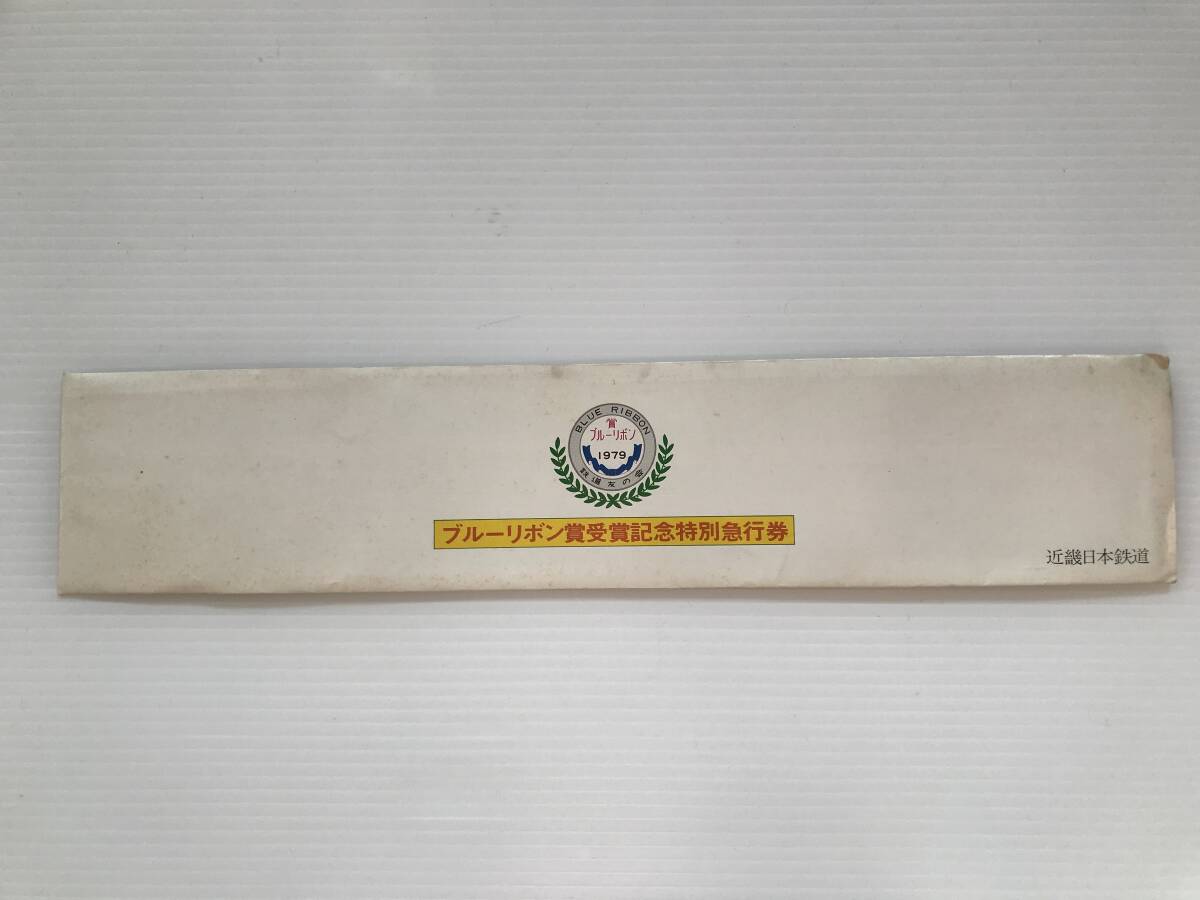 BLUE RIBBON
賞
ブルーリボン
1979
鉄道友の会
ブルーリボン賞受賞記念特別急行券
近畿日本鉄道